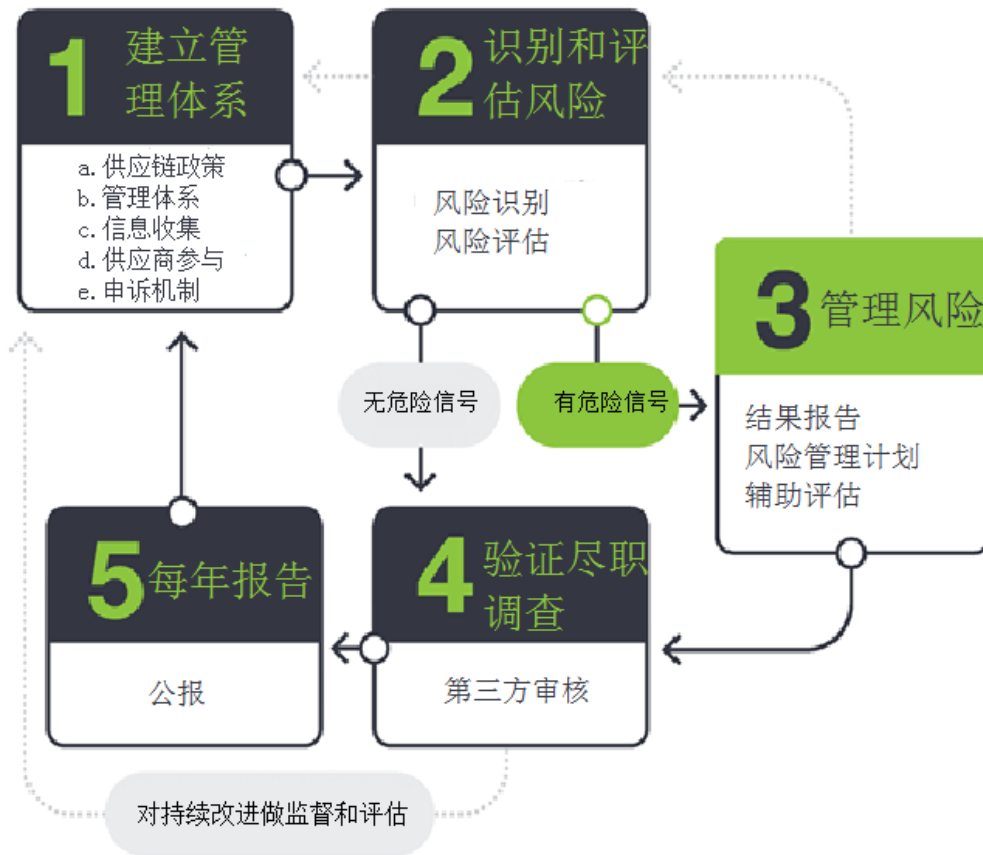 1 建立管
理体系
a. 供应链政策
b. 管理体系
c. 信息收集
d. 供应商参与
e. 申诉机制
2 识别和评
估风险
风险识别
风险评估
无危险信号
有危险信号
3 管理风险
结果报告
风险管理计划
辅助评估
4 验证尽职
调查
第三方审核
5 每年报告
公报
对持续改进做监督和评估